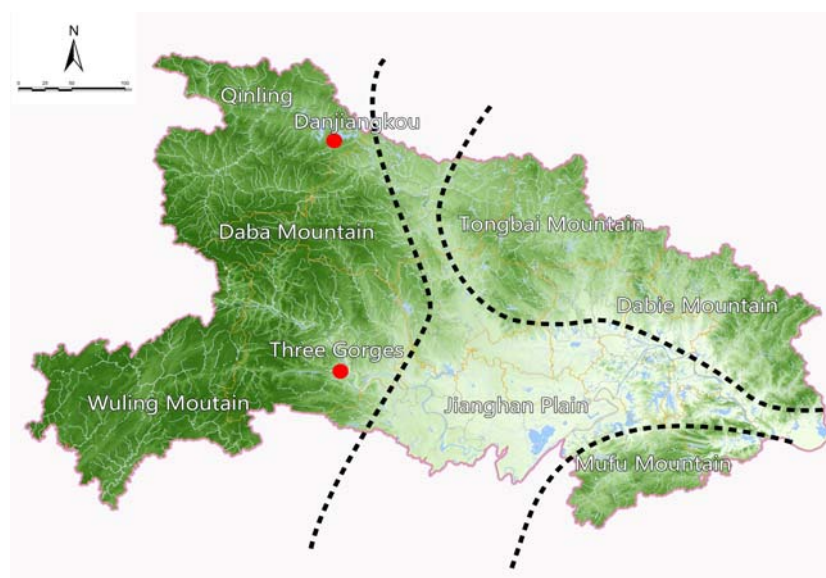 N
Qinling
Danjiangkou
Daba Mountain
Tongbai Mountain
Dabie Mountain
Three Gorges
Wuling Moutain
Jianghan Plain
Mufu Mountain